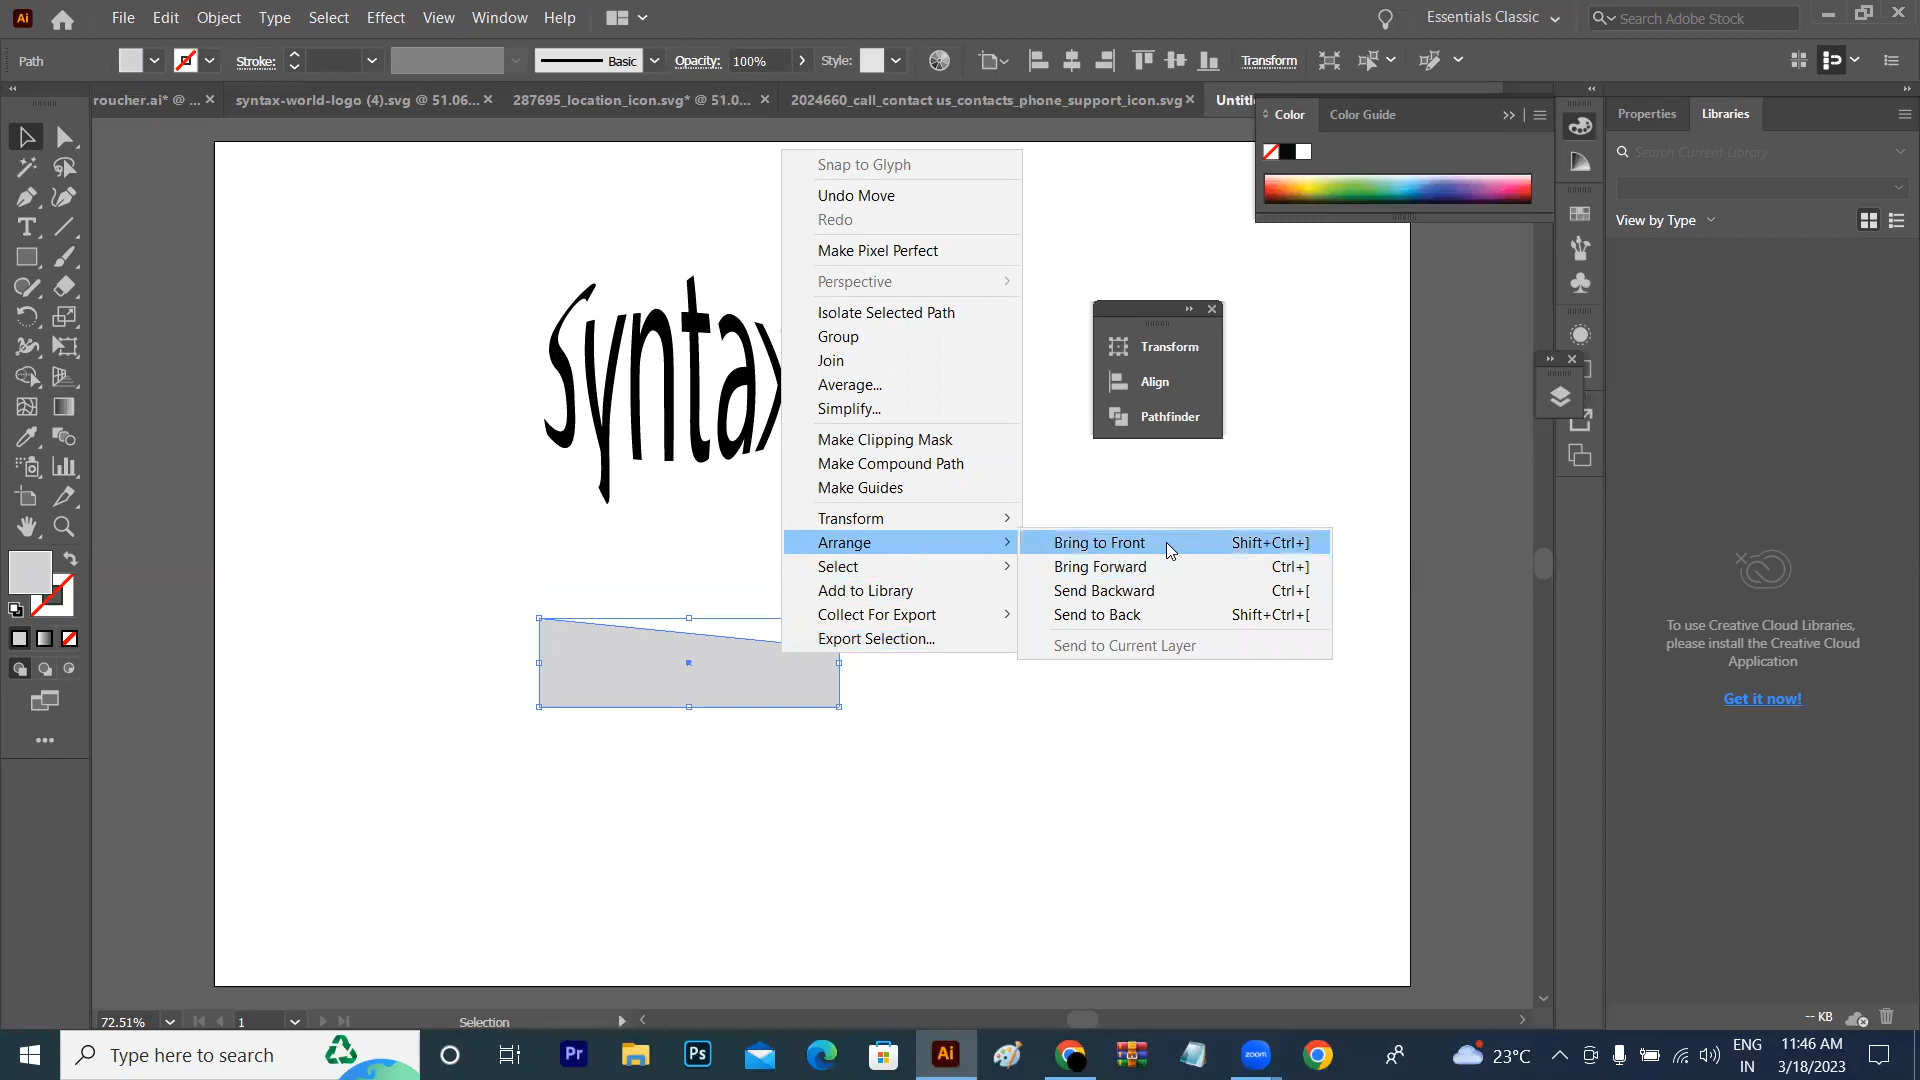 Ai File Edit Object Type Select Effect View Window Help Essentials Classic Search Adobe Stock
Path Stroke: Basic Opacity: 100% Style: Transform
roucher.ai* @ ... syntax-world-logo (4).svg @ 51.06... 287695_location_icon.svg* @ 51.0... 2024660_call_contact us_contacts_phone_support_icon.svg Untitle
Color Color Guide
Properties Libraries
Search Current Library
View by Type
To use Creative Cloud Libraries,
please install the Creative Cloud
Application
Get it now!
-- KB
Syntax
Snap to Glyph
Undo Move
Redo
Make Pixel Perfect
Perspective
Isolate Selected Path
Group
Join
Average...
Simplify...
Make Clipping Mask
Make Compound Path
Make Guides
Transform
Arrange
Select
Add to Library
Collect For Export
Export Selection...
Bring to Front Shift+Ctrl+]
Bring Forward Ctrl+]
Send Backward Ctrl+[
Send to Back Shift+Ctrl+[
Send to Current Layer
Transform
Align
Pathfinder
72.51% 1 Selection
Type here to search Pr Ps Ai zoom 23°C ENG 11:46 AM
IN 3/18/2023